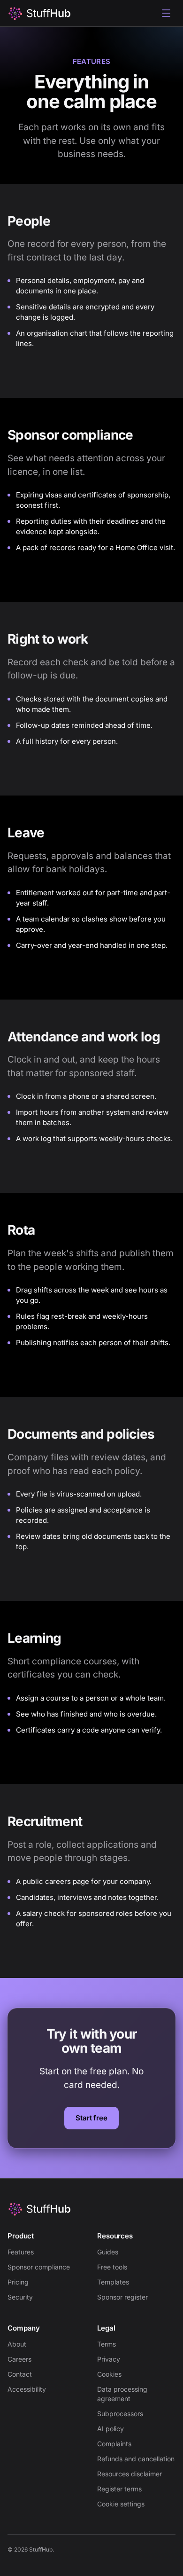 StuffHub
FEATURES
Everything in
one calm place
Each part works on its own and fits
with the rest. Use only what your
business needs.
People
One record for every person, from the
first contract to the last day.
Personal details, employment, pay and
documents in one place.
Sensitive details are encrypted and every
change is logged.
An organisation chart that follows the reporting
lines.
Sponsor compliance
See what needs attention across your
licence, in one list.
Expiring visas and certificates of sponsorship,
soonest first.
Reporting duties with their deadlines and the
evidence kept alongside.
A pack of records ready for a Home Office visit.
Right to work
Record each check and be told before a
follow-up is due.
Checks stored with the document copies and
who made them.
Follow-up dates reminded ahead of time.
A full history for every person.
Leave
Requests, approvals and balances that
allow for bank holidays.
Entitlement worked out for part-time and part-
year staff.
A team calendar so clashes show before you
approve.
Carry-over and year-end handled in one step.
Attendance and work log
Clock in and out, and keep the hours
that matter for sponsored staff.
Clock in from a phone or a shared screen.
Import hours from another system and review
them in batches.
A work log that supports weekly-hours checks.
Rota
Plan the week's shifts and publish them
to the people working them.
Drag shifts across the week and see hours as
you go.
Rules flag rest-break and weekly-hours
problems.
Publishing notifies each person of their shifts.
Documents and policies
Company files with review dates, and
proof who has read each policy.
Every file is virus-scanned on upload.
Policies are assigned and acceptance is
recorded.
Review dates bring old documents back to the
top.
Learning
Short compliance courses, with
certificates you can check.
Assign a course to a person or a whole team.
See who has finished and who is overdue.
Certificates carry a code anyone can verify.
Recruitment
Post a role, collect applications and
move people through stages.
A public careers page for your company.
Candidates, interviews and notes together.
A salary check for sponsored roles before you
offer.
Try it with your
own team
Start on the free plan. No
card needed.
Start free
StuffHub
Product
Features
Sponsor compliance
Pricing
Security
Resources
Guides
Free tools
Templates
Sponsor register
Company
About
Careers
Contact
Accessibility
Legal
Terms
Privacy
Cookies
Data processing
agreement
Subprocessors
AI policy
Complaints
Refunds and cancellation
Resources disclaimer
Register terms
Cookie settings
© 2026 StuffHub.